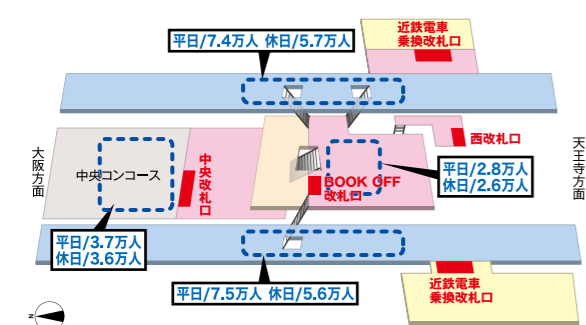 近鉄電車
乗換改札口
平日/7.4万人 休日/5.7万人
西改札口
大阪方面
天王寺方面
中央コンコース
中央改札口
BOOK OFF
改札口
平日/2.8万人
休日/2.6万人
平日/3.7万人
休日/3.6万人
平日/7.5万人 休日/5.6万人
近鉄電車
乗換改札口
N